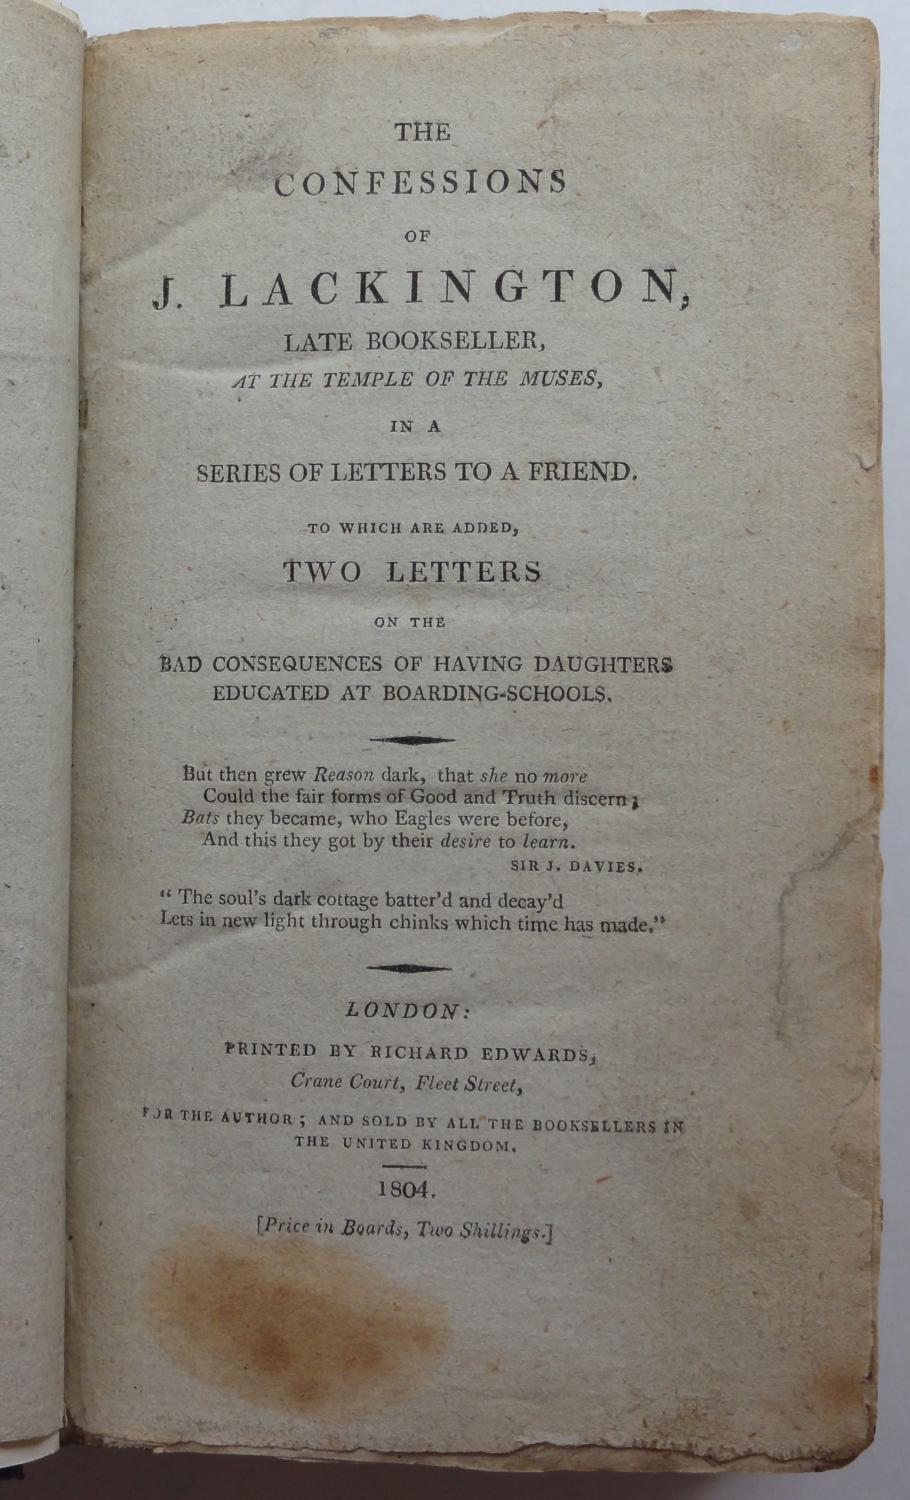 THE
CONFESSIONS
OF
J. LACKINGTON,
LATE BOOKSELLER,
AT THE TEMPLE OF THE MUSES,
IN A
SERIES OF LETTERS TO A FRIEND.
TO WHICH ARE ADDED,
TWO LETTERS
ON THE
BAD CONSEQUENCES OF HAVING DAUGHTERS
EDUCATED AT BOARDING-SCHOOLS.
But then grew Reason dark, that she no more
Could the fair forms of Good and Truth discern;
Bats they became, who Eagles were before,
And this they got by their desire to learn.
SIR J. DAVIES.
“ The soul's dark cottage batter'd and decay'd
Lets in new light through chinks which time has made.”
LONDON:
PRINTED BY RICHARD EDWARDS,
Crane Court, Fleet Street,
FOR THE AUTHOR; AND SOLD BY ALL THE BOOKSELLERS IN
THE UNITED KINGDOM.
1804.
[Price in Boards, Two Shillings.]